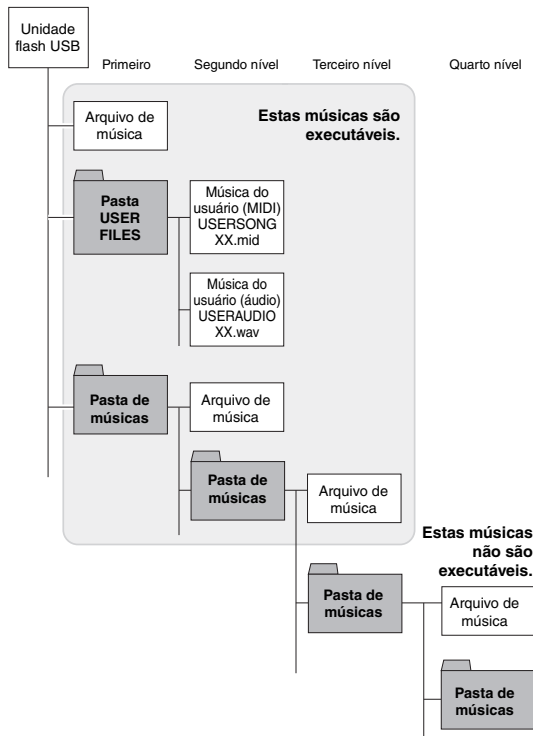 Unidade
flash USB
Primeiro
Segundo nível
Terceiro nível
Quarto nível
Arquivo de
música
Estas músicas são
executáveis.
Pasta
USER
FILES
Música do
usuário (MIDI)
USERSONG
XX.mid
Música do
usuário (áudio)
USERAUDIO
XX.wav
Pasta de
músicas
Arquivo de
música
Pasta de
músicas
Arquivo de
música
Estas músicas
não são
executáveis.
Pasta de
músicas
Arquivo de
música
Pasta de
músicas